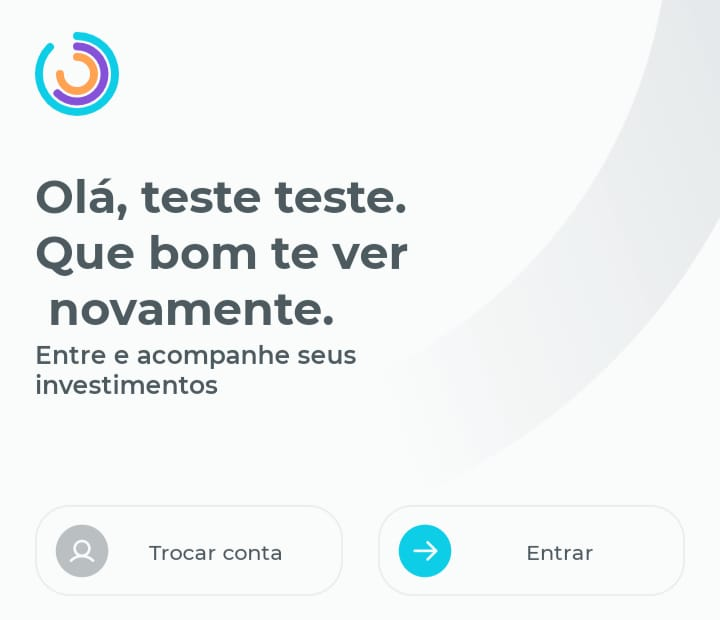 Olá, teste teste.
Que bom te ver
novamente.
Entre e acompanhe seus
investimentos
Trocar conta
Entrar